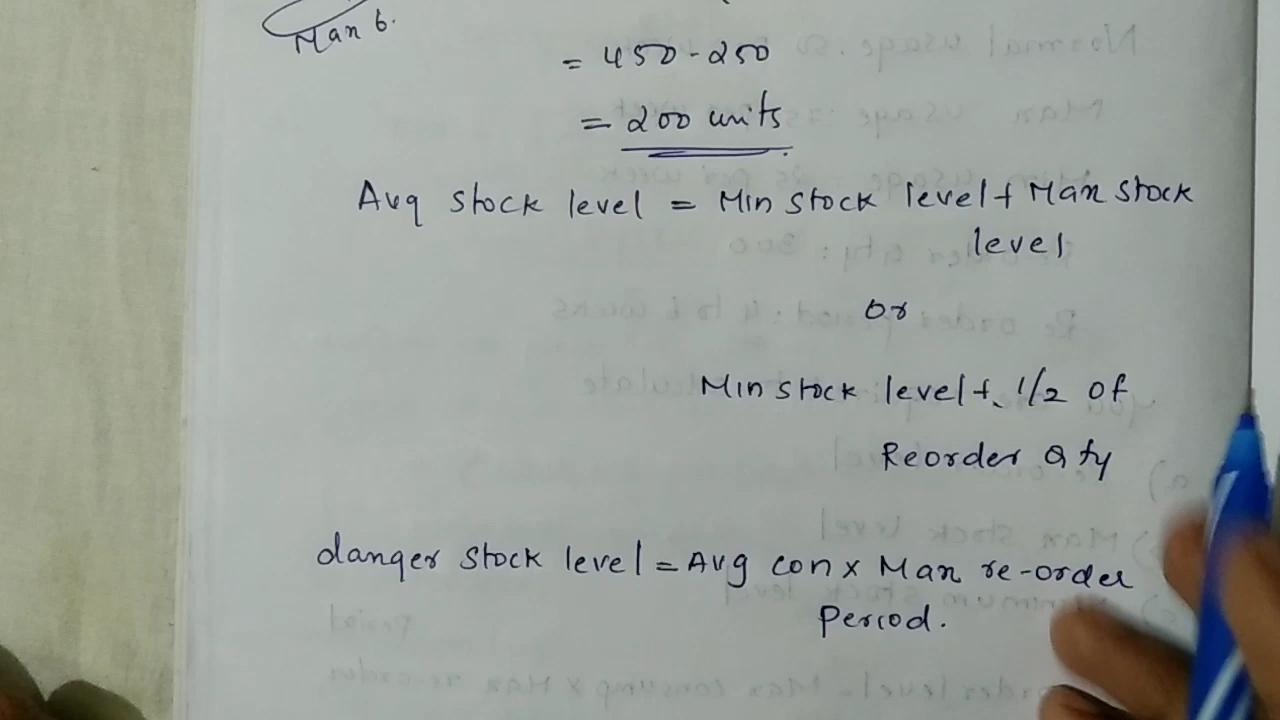 Max 6.
= 450-250
= 200 units
Avg stock level = Min stock level + Max stock
level
or
Min stock level + 1/2 of
Reorder Qty
danger stock level = Avg con x Max re-order
Period.